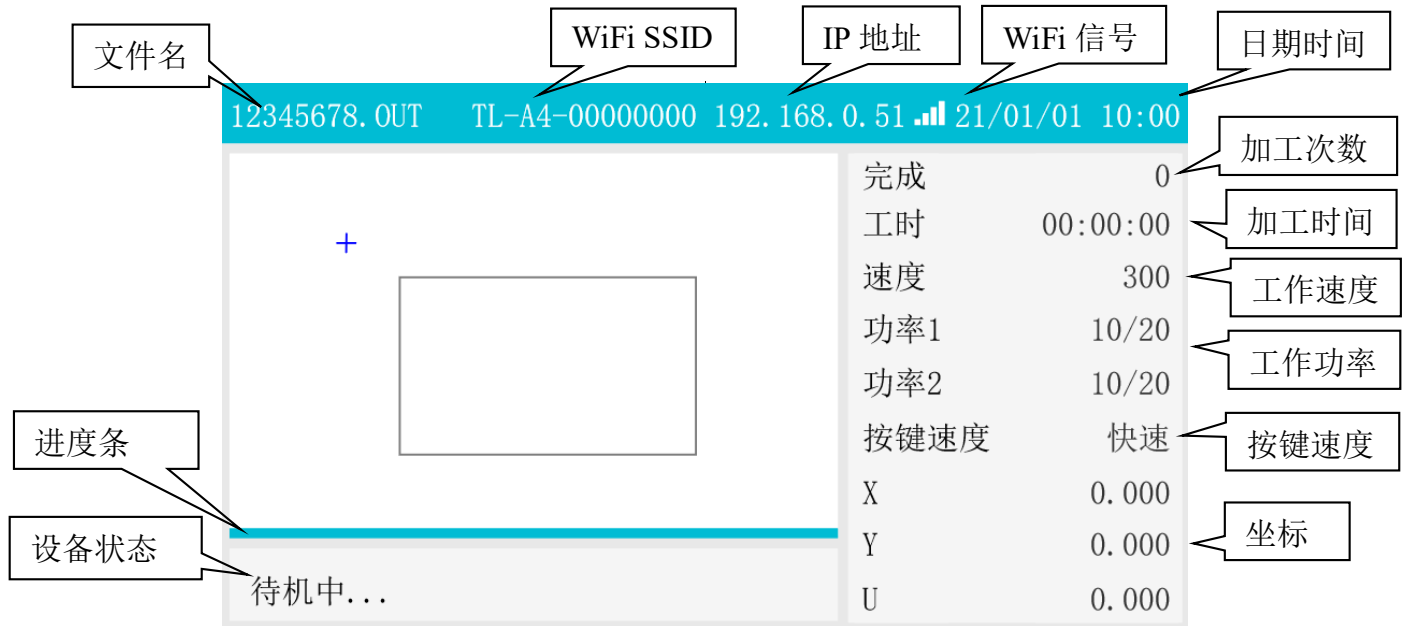 文件名
WiFi SSID
IP 地址
WiFi 信号
日期时间
12345678.OUT TL-A4-00000000 192.168.0.51 21/01/01 10:00
完成 0
加工次数
工时 00:00:00
加工时间
速度 300
工作速度
功率1 10/20
工作功率
功率2 10/20
按键速度 快速
按键速度
进度条
X 0.000
Y 0.000
坐标
设备状态
待机中...
U 0.000